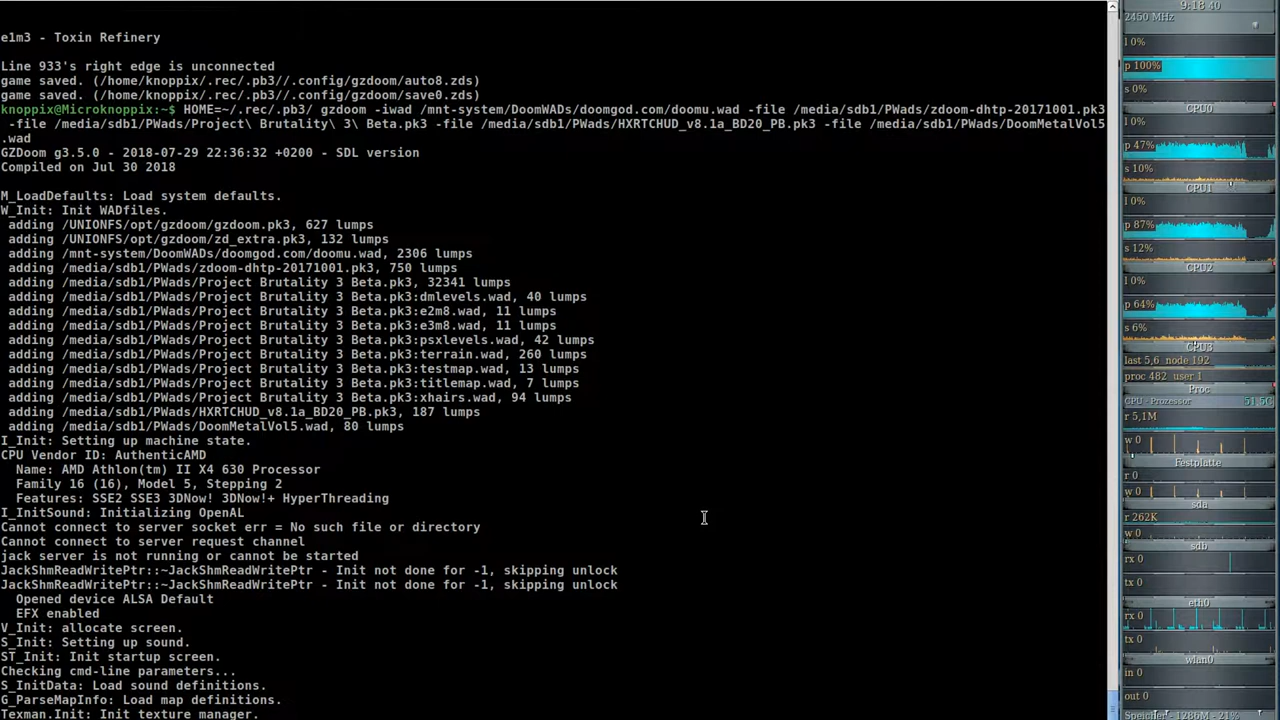 e1m3 - Toxin Refinery
Line 933's right edge is unconnected
game saved. (/home/knoppix/.rec/.pb3//.config/gzdoom/auto8.zds)
game saved. (/home/knoppix/.rec/.pb3//.config/gzdoom/save0.zds)
knoppix@Microknoppix:~$ HOME=~/.rec/.pb3/ gzdoom -iwad /mnt-system/DoomWADs/doomgod.com/doomu.wad -file /media/sdb1/PWads/zdoom-dhtp-20171001.pk3
-file /media/sdb1/PWads/Project\ Brutality\ 3\ Beta.pk3 -file /media/sdb1/PWads/HXRTCHUD_v8.1a_BD20_PB.pk3 -file /media/sdb1/PWads/DoomMetalVol5
.wad
GZDoom g3.5.0 - 2018-07-29 22:36:32 +0200 - SDL version
Compiled on Jul 30 2018
M_LoadDefaults: Load system defaults.
W_Init: Init WADfiles.
adding /UNIONFS/opt/gzdoom/gzdoom.pk3, 627 lumps
adding /UNIONFS/opt/gzdoom/zd_extra.pk3, 132 lumps
adding /mnt-system/DoomWADs/doomgod.com/doomu.wad, 2306 lumps
adding /media/sdb1/PWads/zdoom-dhtp-20171001.pk3, 750 lumps
adding /media/sdb1/PWads/Project Brutality 3 Beta.pk3, 32341 lumps
adding /media/sdb1/PWads/Project Brutality 3 Beta.pk3:dmlevels.wad, 40 lumps
adding /media/sdb1/PWads/Project Brutality 3 Beta.pk3:e2m8.wad, 11 lumps
adding /media/sdb1/PWads/Project Brutality 3 Beta.pk3:e3m8.wad, 11 lumps
adding /media/sdb1/PWads/Project Brutality 3 Beta.pk3:psxlevels.wad, 42 lumps
adding /media/sdb1/PWads/Project Brutality 3 Beta.pk3:terrain.wad, 260 lumps
adding /media/sdb1/PWads/Project Brutality 3 Beta.pk3:testmap.wad, 13 lumps
adding /media/sdb1/PWads/Project Brutality 3 Beta.pk3:titlemap.wad, 7 lumps
adding /media/sdb1/PWads/Project Brutality 3 Beta.pk3:xhairs.wad, 94 lumps
adding /media/sdb1/PWads/HXRTCHUD_v8.1a_BD20_PB.pk3, 187 lumps
adding /media/sdb1/PWads/DoomMetalVol5.wad, 80 lumps
I_Init: Setting up machine state.
CPU Vendor ID: AuthenticAMD
Name: AMD Athlon(tm) II X4 630 Processor
Family 16 (16), Model 5, Stepping 2
Features: SSE2 SSE3 3DNow! 3DNow!+ HyperThreading
I_InitSound: Initializing OpenAL
Cannot connect to server socket err = No such file or directory
Cannot connect to server request channel
jack server is not running or cannot be started
JackShmReadWritePtr::~JackShmReadWritePtr - Init not done for -1, skipping unlock
JackShmReadWritePtr::~JackShmReadWritePtr - Init not done for -1, skipping unlock
Opened device ALSA Default
EFX enabled
V_Init: allocate screen.
S_Init: Setting up sound.
ST_Init: Init startup screen.
Checking cmd-line parameters...
S_InitData: Load sound definitions.
G_ParseMapInfo: Load map definitions.
Texman.Init: Init texture manager.
9:18 40
2450 MHz
l 0%
p 100%
s 0%
CPU0
l 0%
p 47%
s 10%
CPU1
l 0%
p 87%
s 12%
CPU2
l 0%
p 64%
s 6%
CPU3
last 5,6 node 192
proc 482 user 1
Proc
CPU - Prozessor 51.5C
r 5,1M
w 0
Festplatte
r 0
w 0
sda
r 262K
w 0
sdb
rx 0
tx 0
eth0
rx 0
tx 0
wlan0
in 0
out 0
Speicher - 1286M - 21%